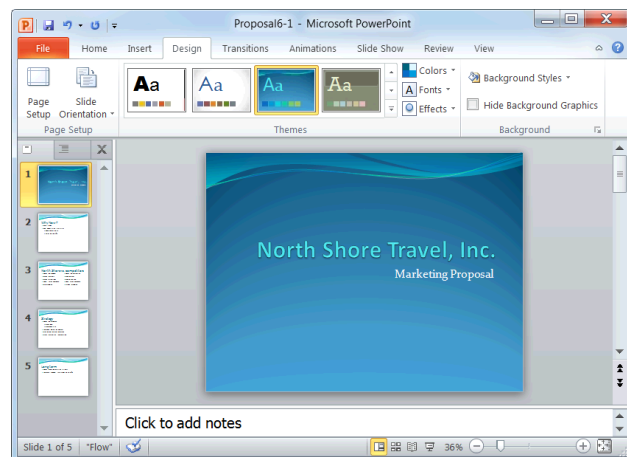 Proposal6-1 - Microsoft PowerPoint
File Home Insert Design Transitions Animations Slide Show Review View
Aa Aa Aa Aa
Colors
Fonts
Effects
Background Styles
Hide Background Graphics
Page Setup
Slide Orientation
Page Setup Themes Background
1
2
3
4
5
North Shore Travel, Inc.
Marketing Proposal
Click to add notes
Slide 1 of 5 "Flow" 36%